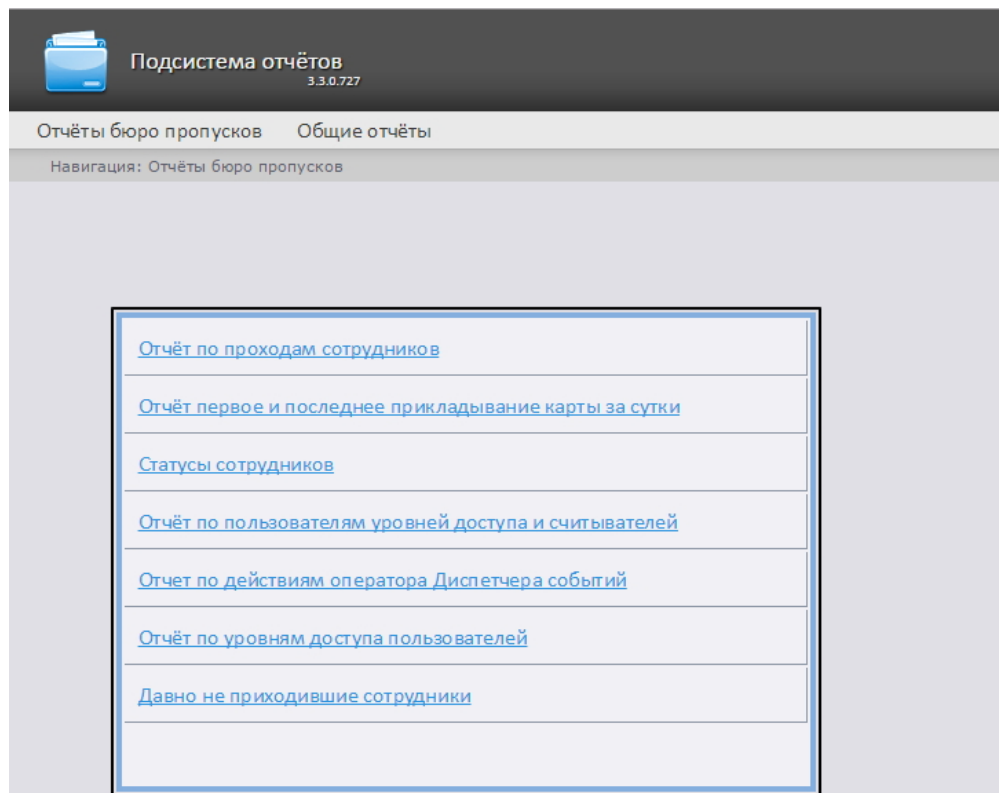 Подсистема отчётов
3.3.0.727
Отчёты бюро пропусков Общие отчёты
Навигация: Отчёты бюро пропусков
Отчёт по проходам сотрудников
Отчёт первое и последнее прикладывание карты за сутки
Статусы сотрудников
Отчёт по пользователям уровней доступа и считывателей
Отчет по действиям оператора Диспетчера событий
Отчёт по уровням доступа пользователей
Давно не приходившие сотрудники